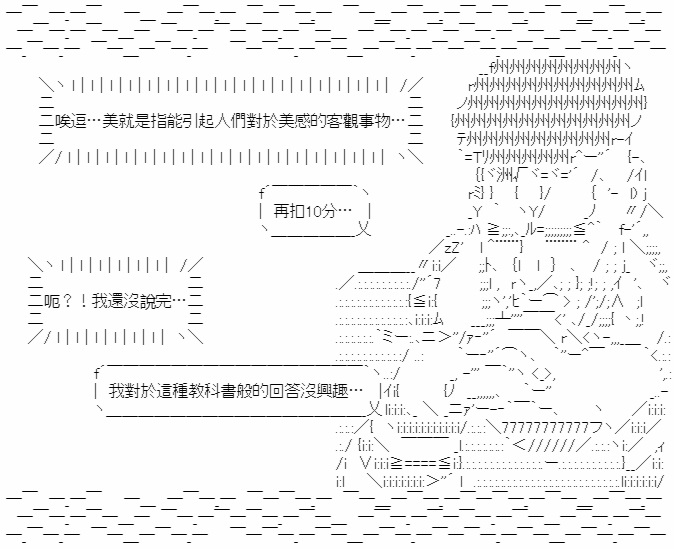 唉逗…美就是指能引起人們對於美感的客觀事物…
再扣10分…
呃？！我還沒說完…
我對於這種教科書般的回答沒興趣…